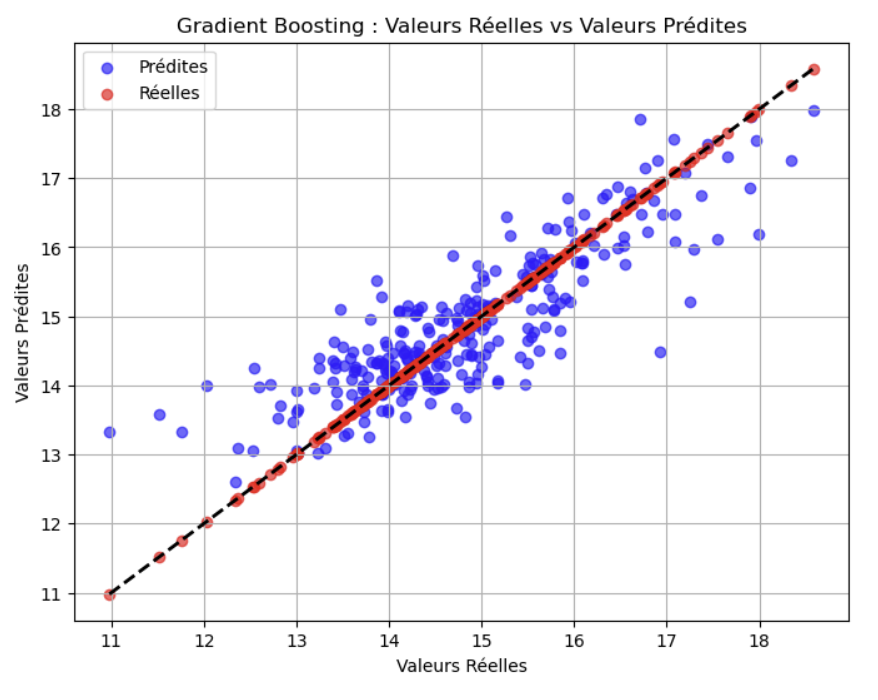 Gradient Boosting : Valeurs Réelles vs Valeurs Prédites
Prédites
Réelles
Valeurs Prédites
18
17
16
15
14
13
12
11
11 12 13 14 15 16 17 18
Valeurs Réelles